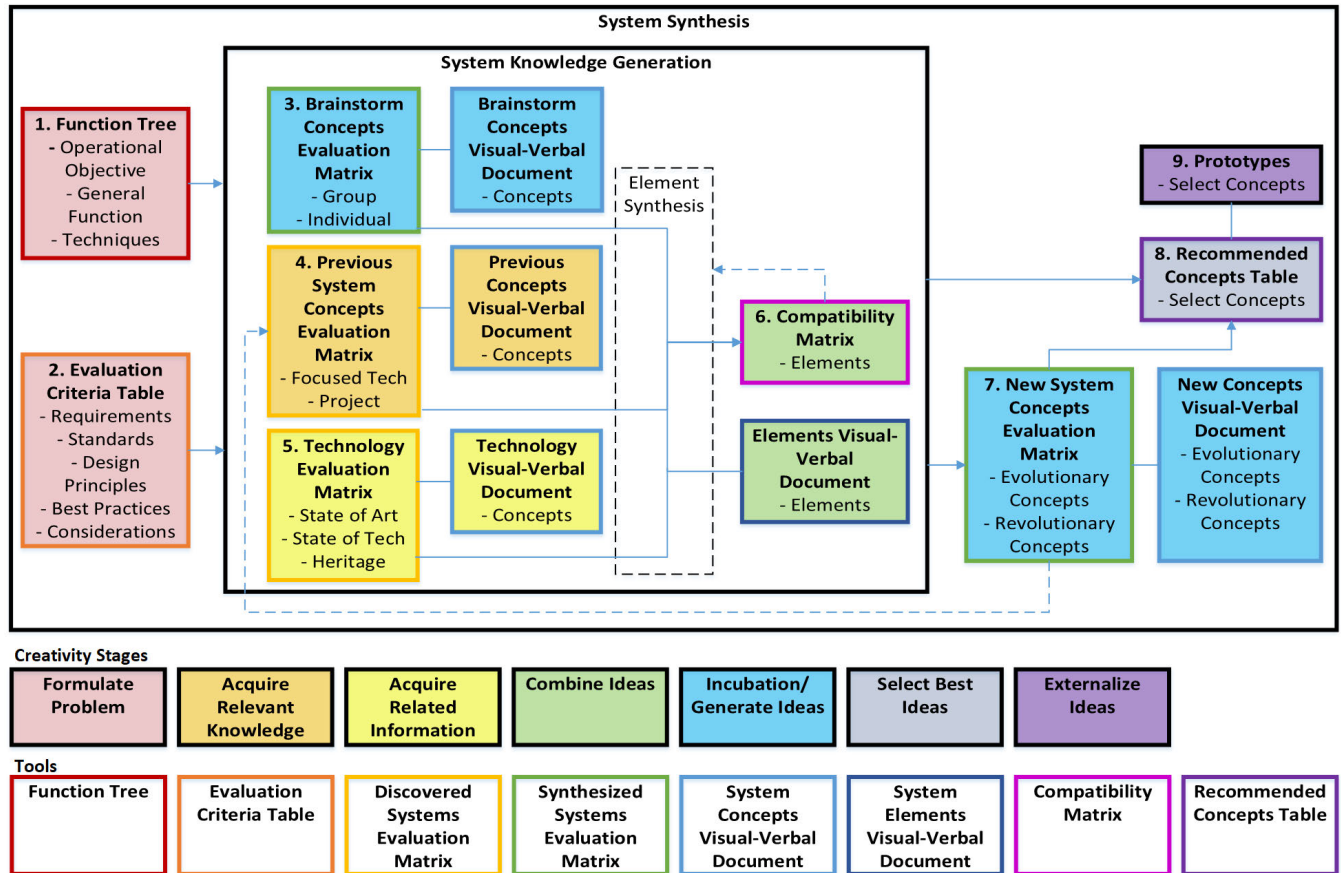 System Synthesis
System Knowledge Generation
1. Function Tree
- Operational
Objective
- General
Function
- Techniques
2. Evaluation
Criteria Table
- Requirements
- Standards
- Design
Principles
- Best Practices
- Considerations
3. Brainstorm
Concepts
Evaluation
Matrix
- Group
- Individual
Brainstorm
Concepts
Visual-Verbal
Document
- Concepts
4. Previous
System
Concepts
Evaluation
Matrix
- Focused Tech
- Project
Previous
Concepts
Visual-Verbal
Document
- Concepts
5. Technology
Evaluation
Matrix
- State of Art
- State of Tech
- Heritage
Technology
Visual-Verbal
Document
- Concepts
Element
Synthesis
6. Compatibility
Matrix
- Elements
Elements Visual-
Verbal
Document
- Elements
7. New System
Concepts
Evaluation
Matrix
- Evolutionary
Concepts
- Revolutionary
Concepts
New Concepts
Visual-Verbal
Document
- Evolutionary
Concepts
- Revolutionary
Concepts
8. Recommended
Concepts Table
- Select Concepts
9. Prototypes
- Select Concepts
Creativity Stages
Formulate
Problem
Acquire
Relevant
Knowledge
Acquire
Related
Information
Combine Ideas
Incubation/
Generate Ideas
Select Best
Ideas
Externalize
Ideas
Tools
Function Tree
Evaluation
Criteria Table
Discovered
Systems
Evaluation
Matrix
Synthesized
Systems
Evaluation
Matrix
System
Concepts
Visual-Verbal
Document
System
Elements
Visual-Verbal
Document
Compatibility
Matrix
Recommended
Concepts Table